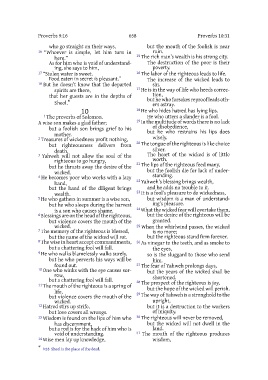 Proverbs 9:16 658 Proverbs 10:31
who go straight on their ways.
16 "Whoever is simple, let him turn in
here."
As for him who is void of understand-
ing, she says to him,
17 "Stolen water is sweet.
Food eaten in secret is pleasant."
18 But he doesn't know that the departed
spirits are there,
that her guests are in the depths of
Sheol.*
10
1 The proverbs of Solomon.
A wise son makes a glad father;
but a foolish son brings grief to his
mother.
2 Treasures of wickedness profit nothing,
but righteousness delivers from
death.
3 Yahweh will not allow the soul of the
righteous to go hungry,
but he thrusts away the desire of the
wicked.
4 He becomes poor who works with a lazy
hand,
but the hand of the diligent brings
wealth.
5 He who gathers in summer is a wise son,
but he who sleeps during the harvest
is a son who causes shame.
6 Blessings are on the head of the righteous,
but violence covers the mouth of the
wicked.
7 The memory of the righteous is blessed,
but the name of the wicked will rot.
8 The wise in heart accept commandments,
but a chattering fool will fall.
9 He who walks blamelessly walks surely,
but he who perverts his ways will be
found out.
10 One who winks with the eye causes sor-
row,
but a chattering fool will fall.
11 The mouth of the righteous is a spring of
life,
but violence covers the mouth of the
wicked.
12 Hatred stirs up strife,
but love covers all wrongs.
13 Wisdom is found on the lips of him who
has discernment,
but a rod is for the back of him who is
void of understanding.
14 Wise men lay up knowledge,
but the mouth of the foolish is near
ruin.
15 The rich man's wealth is his strong city.
The destruction of the poor is their
poverty.
16 The labor of the righteous leads to life.
The increase of the wicked leads to
sin.
17 He is in the way of life who heeds correc-
tion,
but he who forsakes reproof leads oth-
ers astray.
18 He who hides hatred has lying lips.
He who utters a slander is a fool.
19 In the multitude of words there is no lack
of disobedience,
but he who restrains his lips does
wisely.
20 The tongue of the righteous is like choice
silver.
The heart of the wicked is of little
worth.
21 The lips of the righteous feed many,
but the foolish die for lack of under-
standing.
22 Yahweh's blessing brings wealth,
and he adds no trouble to it.
23 It is a fool's pleasure to do wickedness,
but wisdom is a man of understand-
ing's pleasure.
24 What the wicked fear will overtake them,
but the desire of the righteous will be
granted.
25 When the whirlwind passes, the wicked
is no more;
but the righteous stand firm forever.
26 As vinegar to the teeth, and as smoke to
the eyes,
so is the sluggard to those who send
him.
27 The fear of Yahweh prolongs days,
but the years of the wicked shall be
shortened.
28 The prospect of the righteous is joy,
but the hope of the wicked will perish.
29 The way of Yahweh is a stronghold to the
upright,
but it is a destruction to the workers
of iniquity.
30 The righteous will never be removed,
but the wicked will not dwell in the
land.
31 The mouth of the righteous produces
wisdom,
* 9:18 Sheol is the place of the dead.